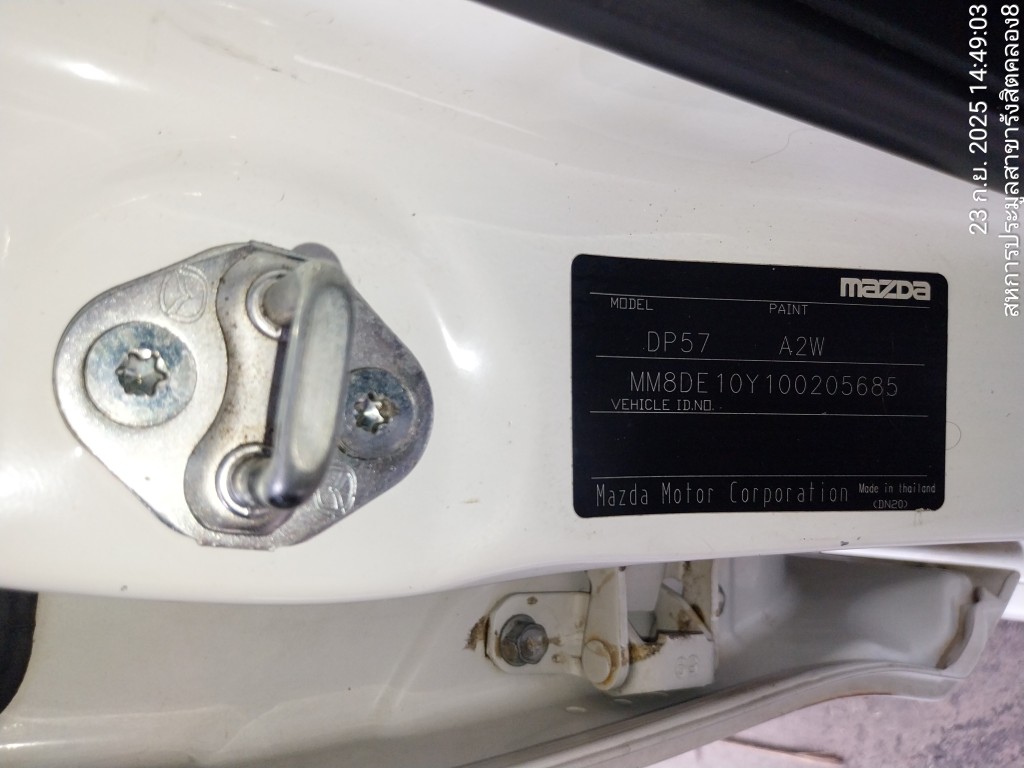 mazda
MODEL PAINT
DP57 A2W
MM8DE10Y100205685
VEHICLE ID.NO.
Mazda Motor Corporation Made in thailand
(DN20)
23 ก.ย. 2025 14:49:03
สหการประมูลสาขารังสิตคลอง8